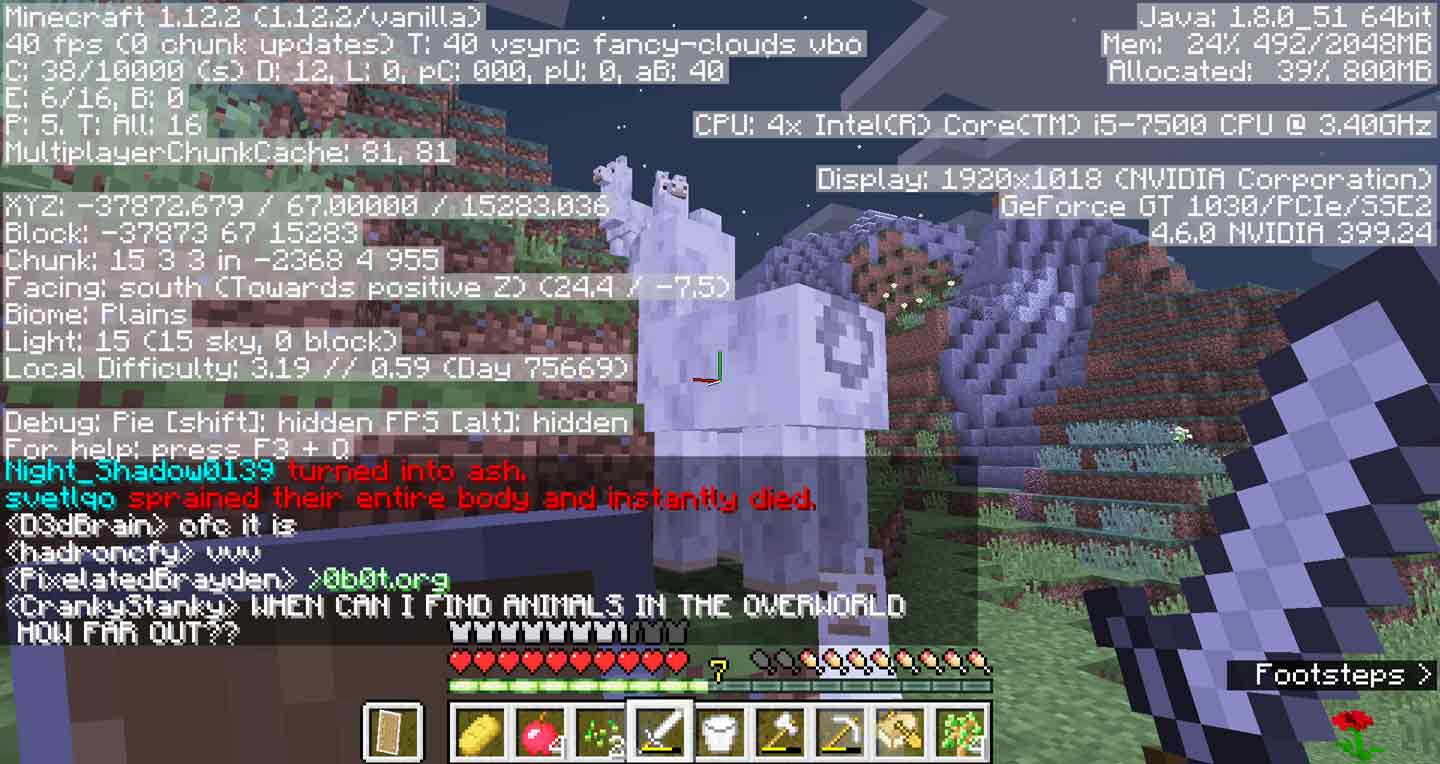 Minecraft 1.12.2 (1.12.2/vanilla)
40 fps (0 chunk updates) T: 40 vsync fancy-clouds vbo
C: 38/10000 (s) D: 12, L: 0, pC: 000, pU: 0, aB: 40
E: 6/16, B: 0
P: 5. T: All: 16
MultiplayerChunkCache: 81, 81
XYZ: -37872.679 / 67.00000 / 15283.036
Block: -37873 67 15283
Chunk: 15 3 3 in -2368 4 955
Facing: south (Towards positive Z) (24.4 / -7.5)
Biome: Plains
Light: 15 (15 sky, 0 block)
Local Difficulty: 3.19 // 0.59 (Day 75669)
Debug: Pie [shift]: hidden FPS [alt]: hidden
For help: press F3 + Q
Java: 1.8.0_51 64bit
Mem: 24% 492/2048MB
Allocated: 39% 800MB
CPU: 4x Intel(R) Core(TM) i5-7500 CPU @ 3.40GHz
Display: 1920x1018 (NVIDIA Corporation)
GeForce GT 1030/PCIe/SSE2
4.6.0 NVIDIA 399.24
Night_Shadow0139 turned into ash.
svetlqo sprained their entire body and instantly died.
<D3dBrain> ofc it is
<hadroncfy> vvv
<PixelatedBrayden> >0b0t.org
<CrankyStanky> WHEN CAN I FIND ANIMALS IN THE OVERWORLD
HOW FAR OUT??
Footsteps >
7
4
2
4